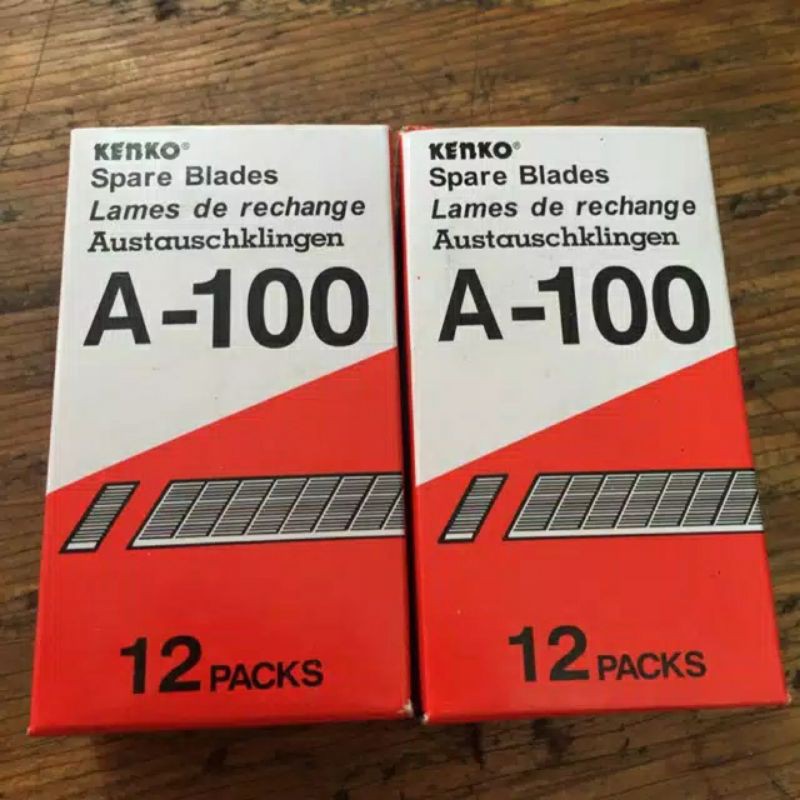 KENKO®
Spare Blades
Lames de rechange
Austauschklingen
A-100
12 PACKS
KENKO®
Spare Blades
Lames de rechange
Austauschklingen
A-100
12 PACKS